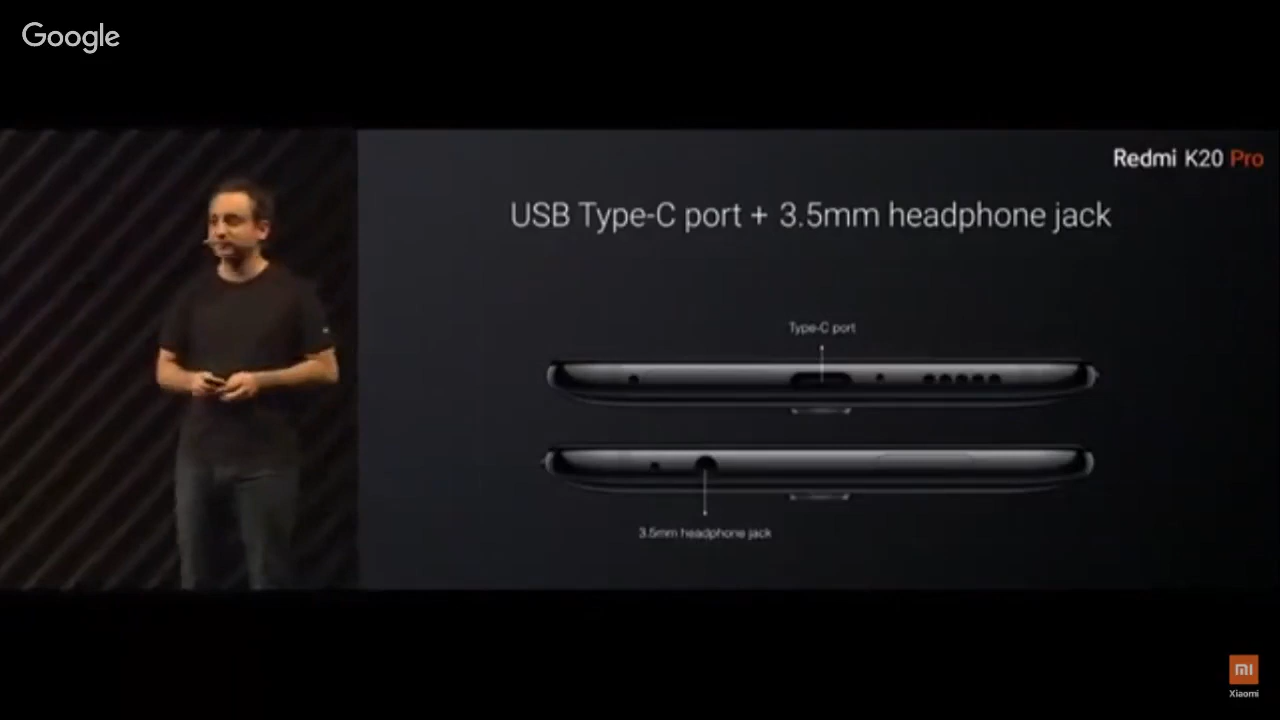 Google
Redmi K20 Pro
USB Type-C port + 3.5mm headphone jack
Type-C port
3.5mm headphone jack
mi
Xiaomi